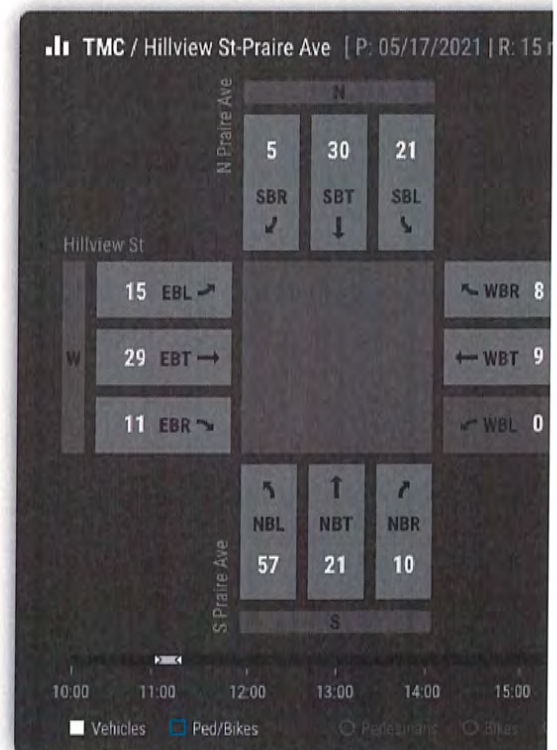 TMC / Hillview St-Praire Ave [ P: 05/17/2021 | R: 15
N Praire Ave
N
5 30 21
SBR SBT SBL
Hillview St
W
15 EBL
29 EBT
11 EBR
WBR 8
WBT 9
WBL 0
NBL NBT NBR
57 21 10
S Praire Ave
S
10:00 11:00 12:00 13:00 14:00 15:00
Vehicles Ped/Bikes Pedestrians Bikes